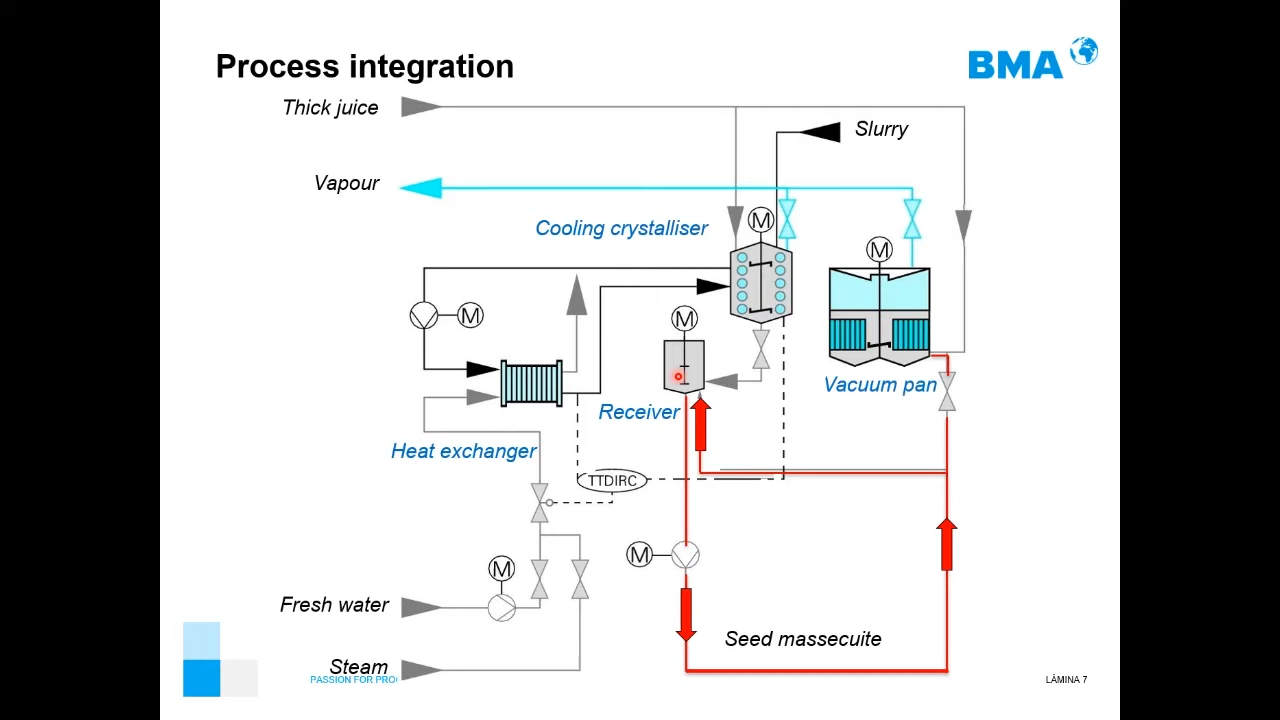 Process integration
BMA
Thick juice
Slurry
Vapour
Cooling crystalliser
M
M
M
M
Vacuum pan
Receiver
Heat exchanger
TTDIRC
M
M
Fresh water
Seed massecuite
Steam
PASSION FOR PRO
LÁMINA 7